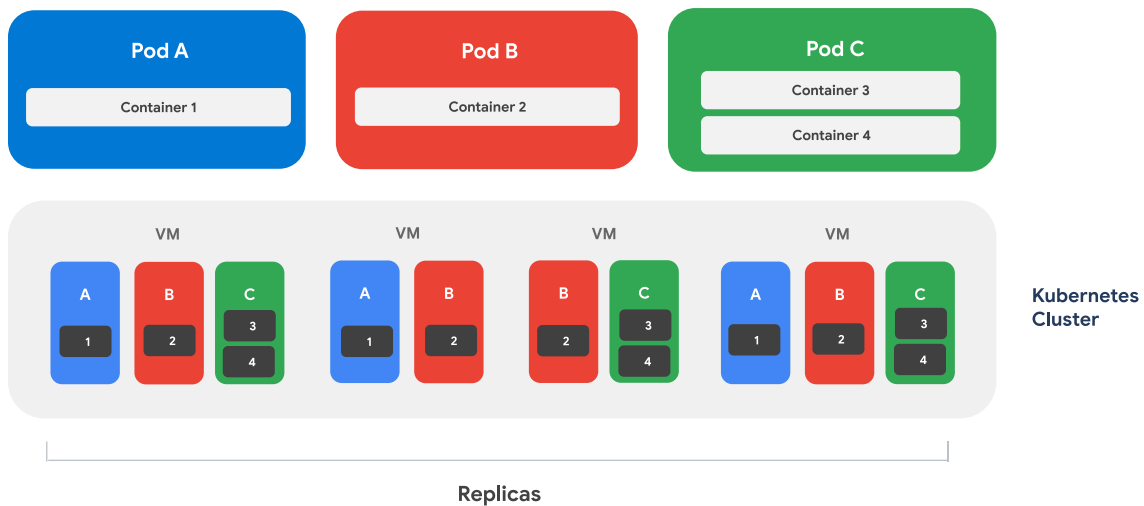 Pod A
Container 1
Pod B
Container 2
Pod C
Container 3
Container 4
VM
A
1
B
2
C
3
4
VM
A
1
B
2
VM
B
2
C
3
4
VM
A
1
B
2
C
3
4
Kubernetes
Cluster
Replicas